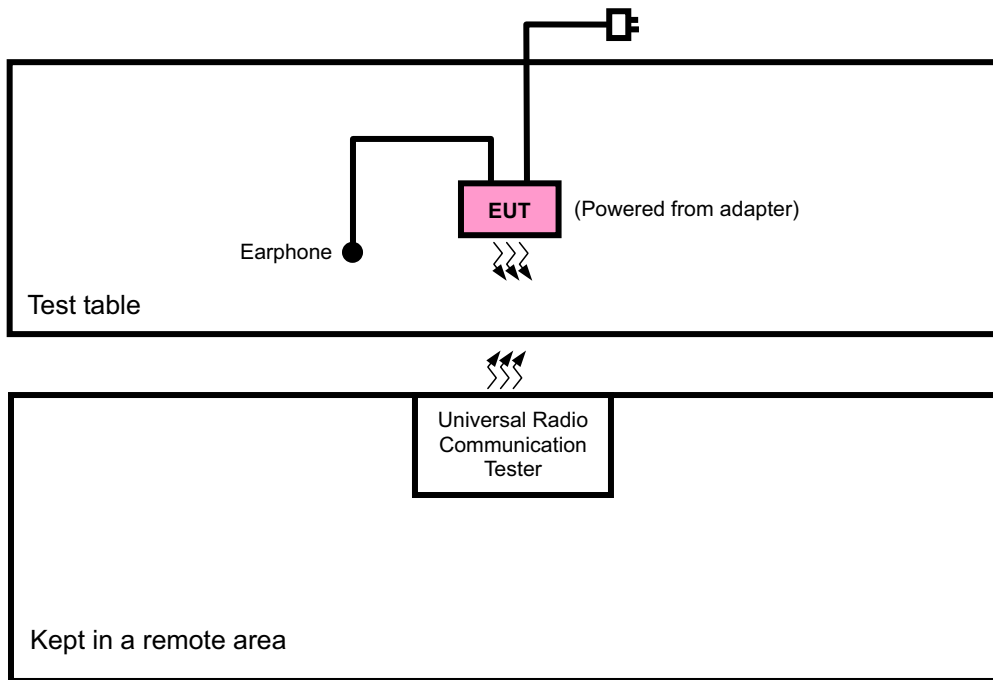 EUT
(Powered from adapter)
Earphone
Test table
Universal Radio
Communication
Tester
Kept in a remote area